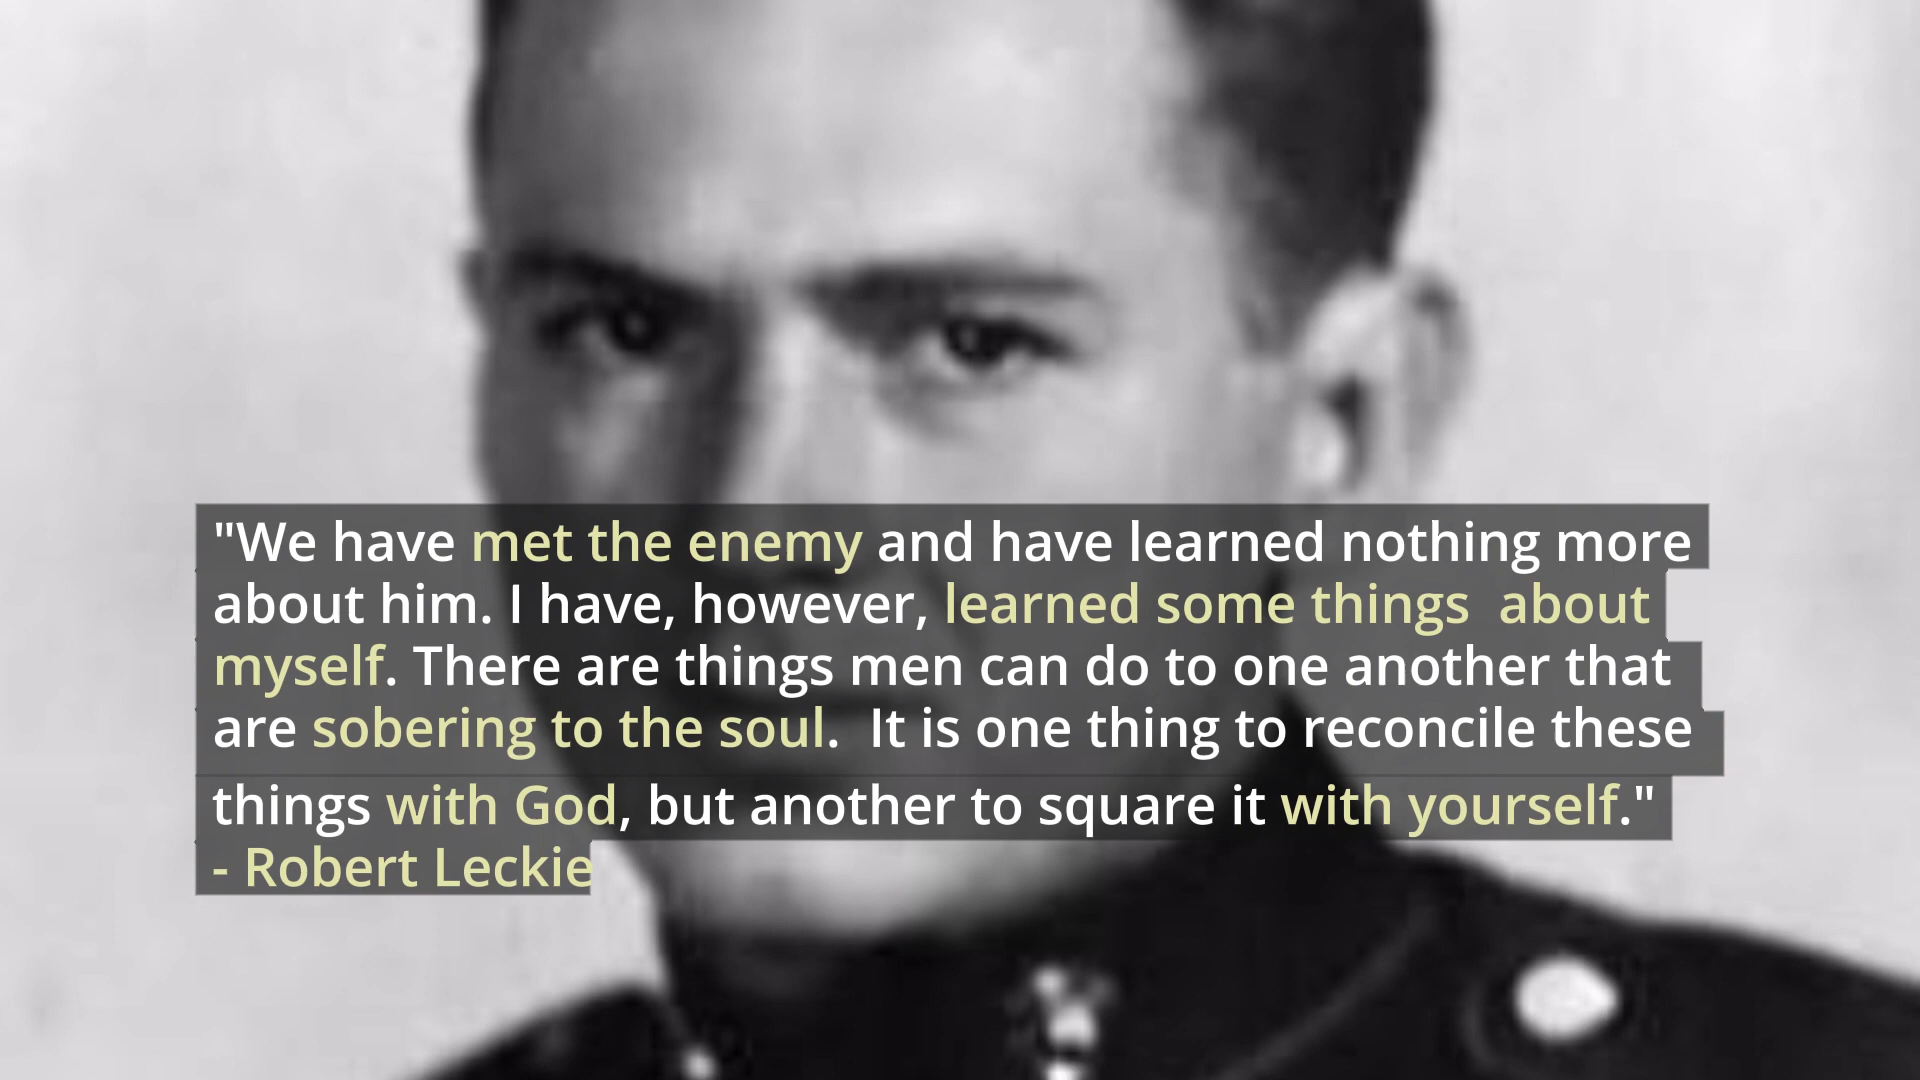 "We have met the enemy and have learned nothing more
about him. I have, however, learned some things  about
myself. There are things men can do to one another that
are sobering to the soul.  It is one thing to reconcile these
things with God, but another to square it with yourself."
- Robert Leckie